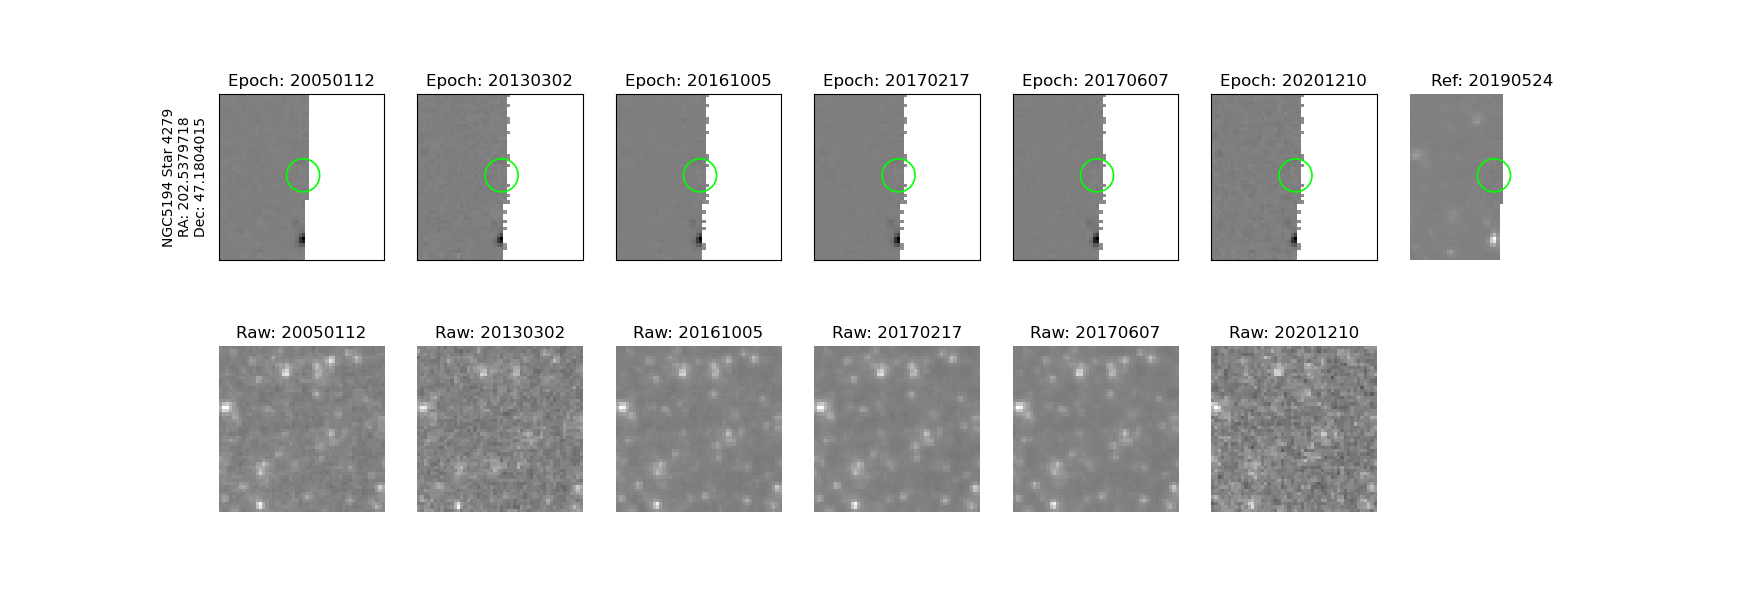 Epoch: 20050112
Epoch: 20130302
Epoch: 20161005
Epoch: 20170217
Epoch: 20170607
Epoch: 20201210
Ref: 20190524
NGC5194 Star 4279
RA: 202.5379718
Dec: 47.1804015
Raw: 20050112
Raw: 20130302
Raw: 20161005
Raw: 20170217
Raw: 20170607
Raw: 20201210